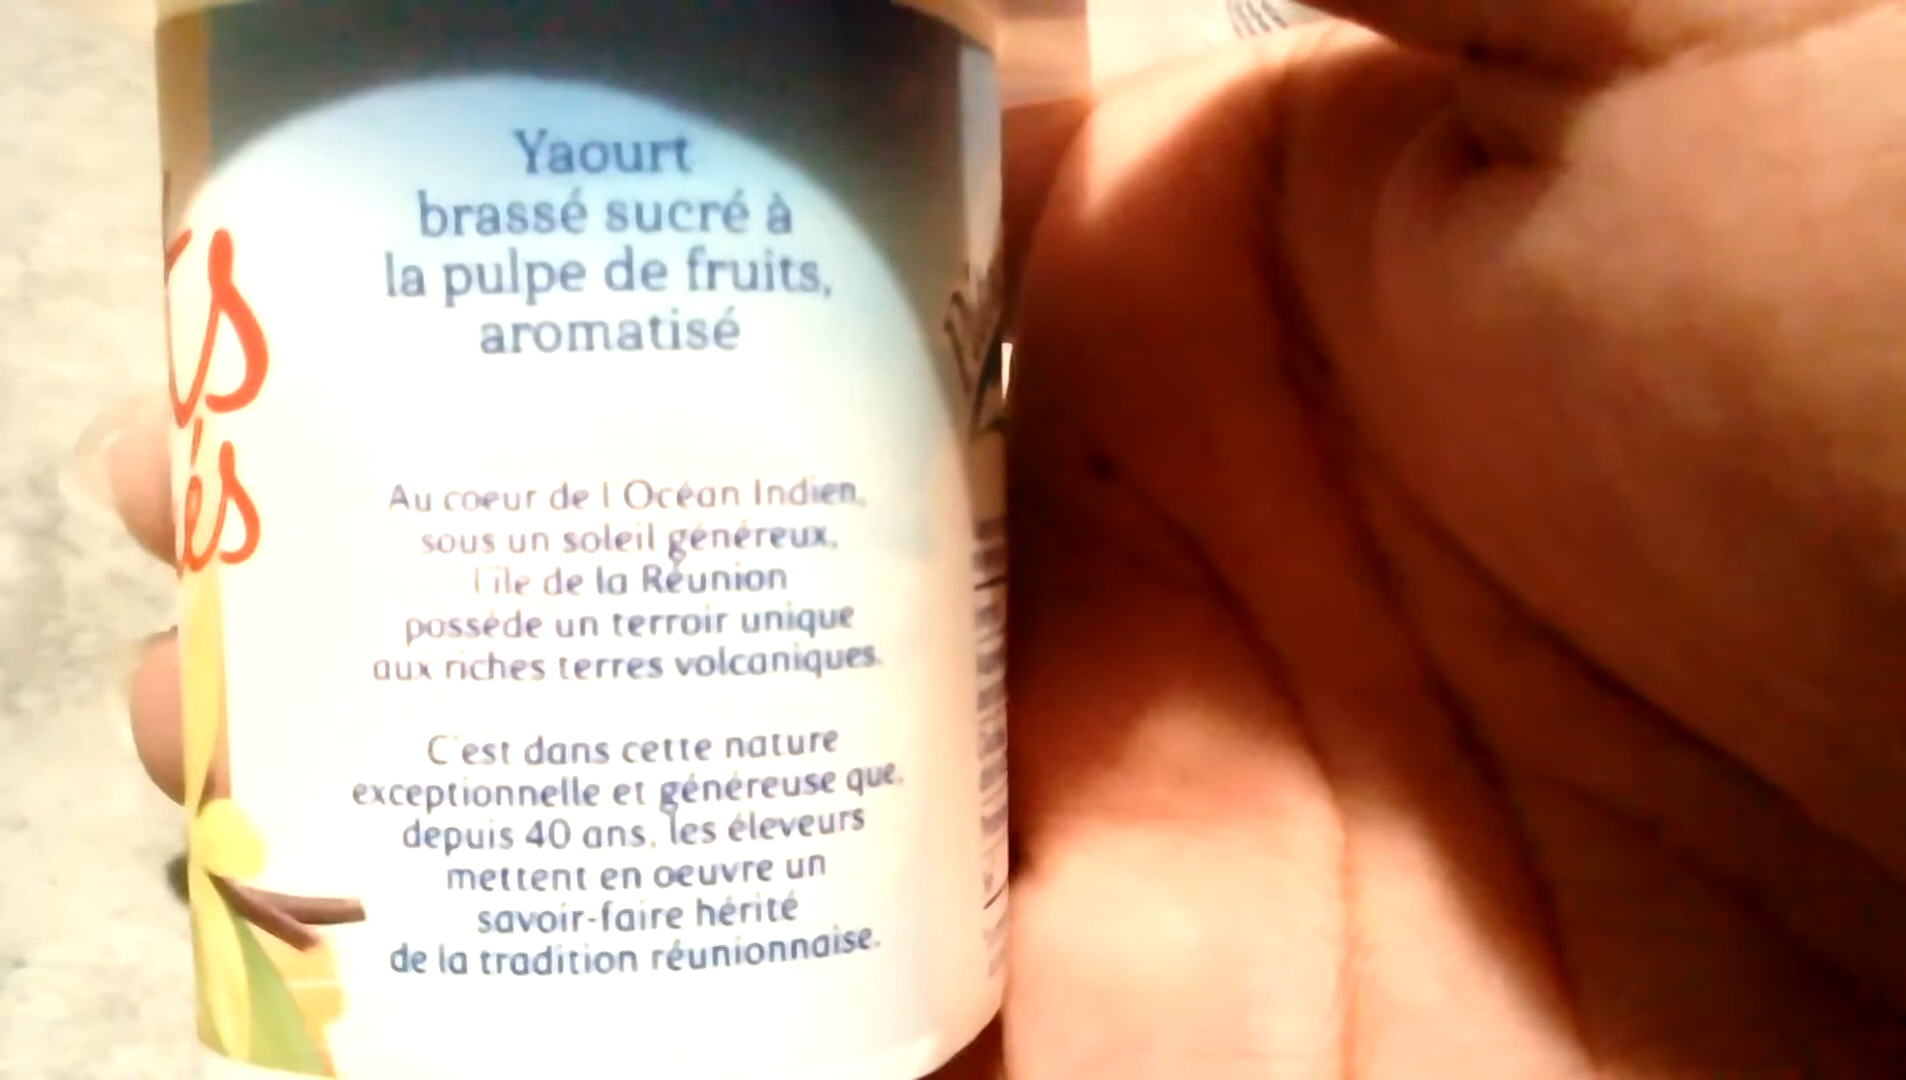 Yaourt
brassé sucré à
la pulpe de fruits,
aromatisé
Au coeur de l'Océan Indien,
sous un soleil généreux,
l'île de la Réunion
possède un terroir unique
aux riches terres volcaniques.
C'est dans cette nature
exceptionnelle et généreuse que,
depuis 40 ans, les éleveurs
mettent en oeuvre un
savoir-faire hérité
de la tradition réunionnaise.